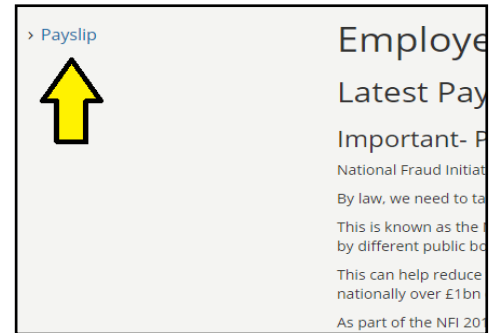 › Payslip
Employe
Latest Pay
Important- P
National Fraud Initiat
By law, we need to ta
This is known as the
by different public bo
This can help reduce
nationally over £1bn
As part of the NFI 201